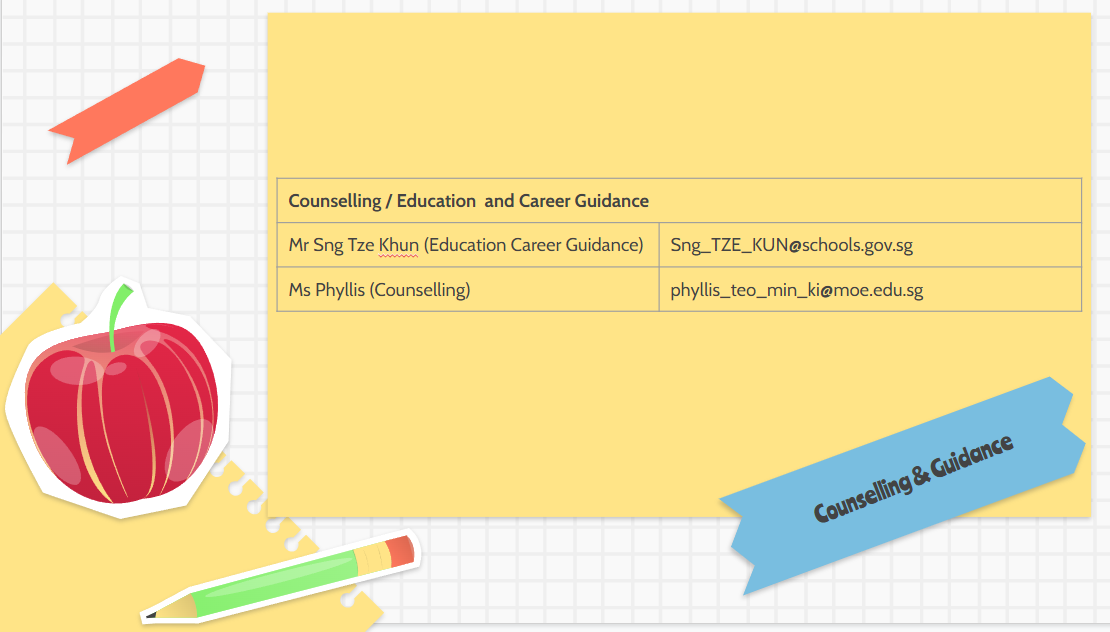 Counselling / Education  and Career Guidance
Mr Sng Tze Khun (Education Career Guidance) Sng_TZE_KUN@schools.gov.sg
Ms Phyllis (Counselling) phyllis_teo_min_ki@moe.edu.sg
Counselling & Guidance